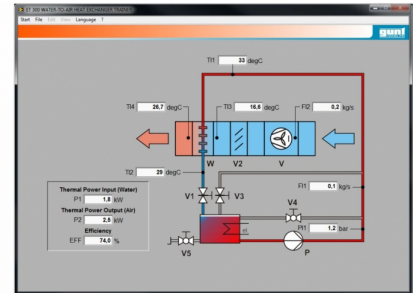 ET 300 WATER-TO-AIR HEAT EXCHANGER TRAINER
Start File Edit View Language ?
gunt
TI1 33 degC
TI4 26,7 degC TI3 16,6 degC FI2 0,2 kg/s
W V2 V
TI2 29 degC
Thermal Power Input (Water)
P1 1,8 kW
Thermal Power Output (Air)
P2 2,5 kW
Efficiency
EFF 74,0 %
V1 V3
FI1 0,1 kg/s
V4
el.
PI1 1,2 bar
V5
P